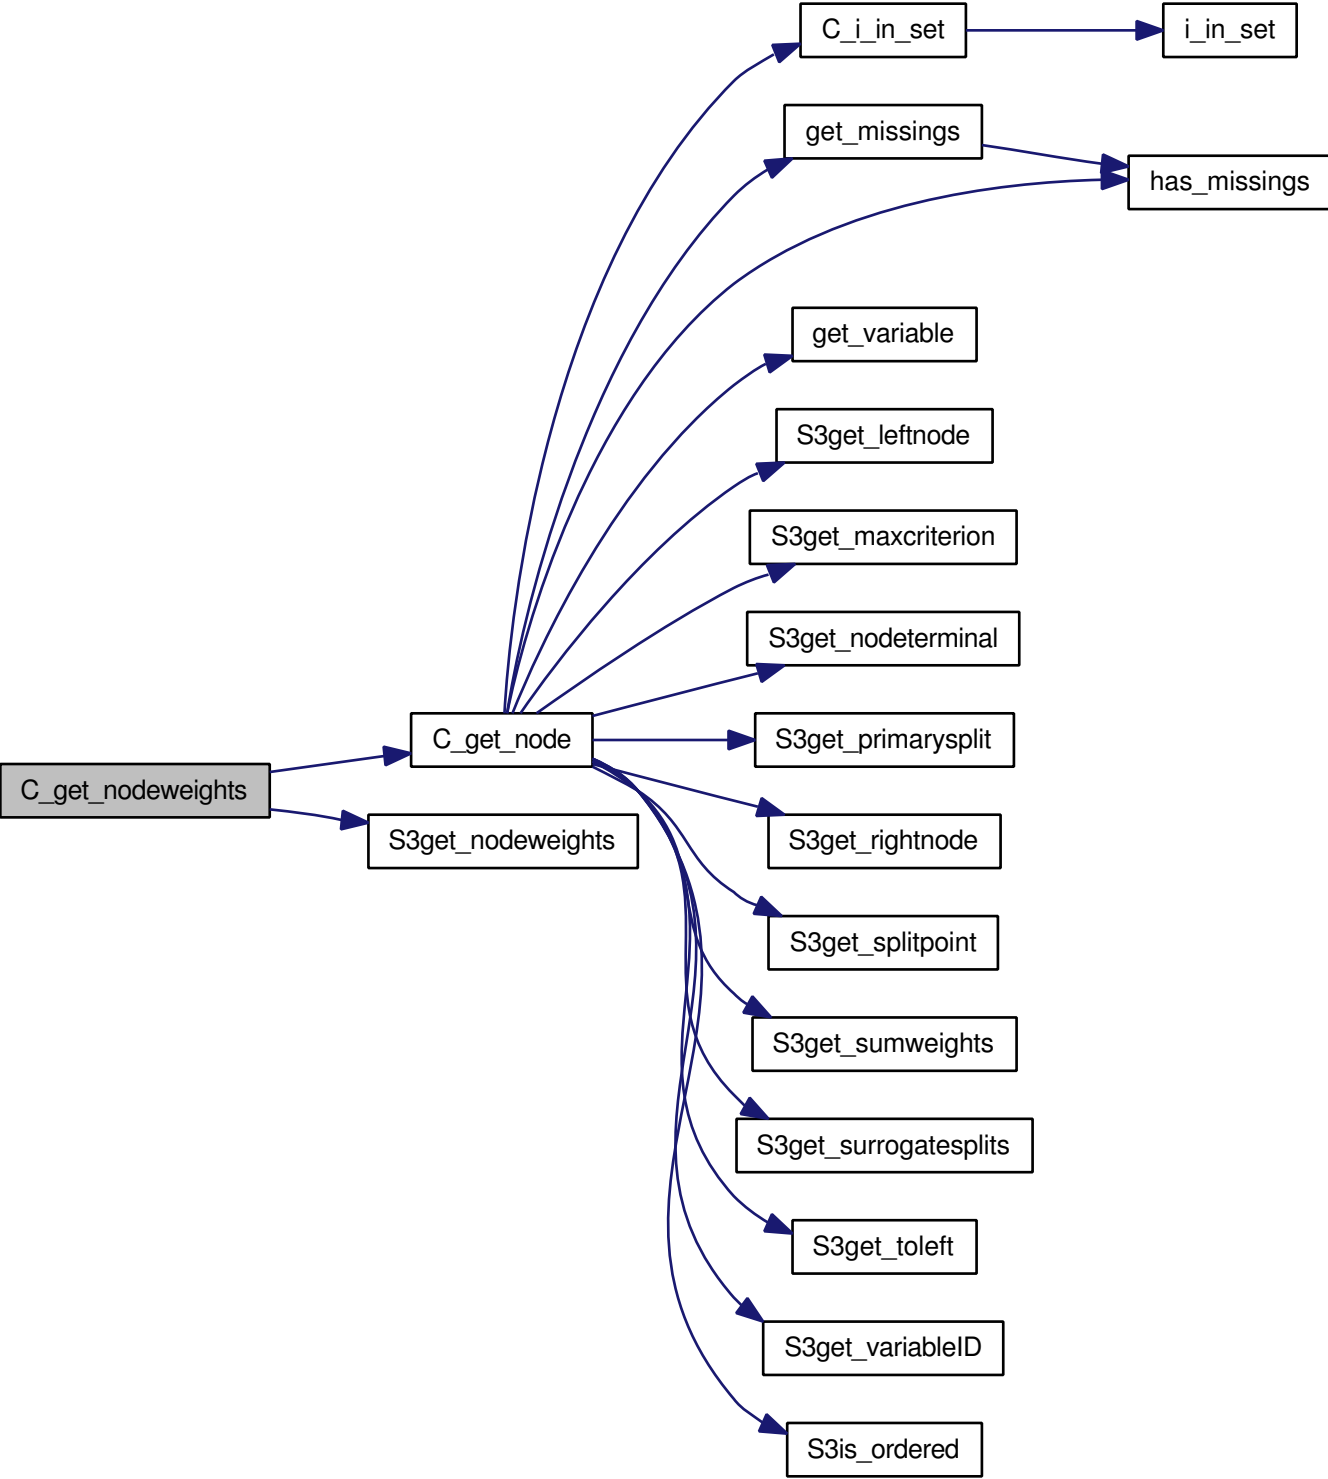 C_i_in_set
i_in_set
get_missings
has_missings
get_variable
S3get_leftnode
S3get_maxcriterion
S3get_nodeterminal
C_get_node
S3get_primarysplit
C_get_nodeweights
S3get_nodeweights
S3get_rightnode
S3get_splitpoint
S3get_sumweights
S3get_surrogatesplits
S3get_toleft
S3get_variableID
S3is_ordered